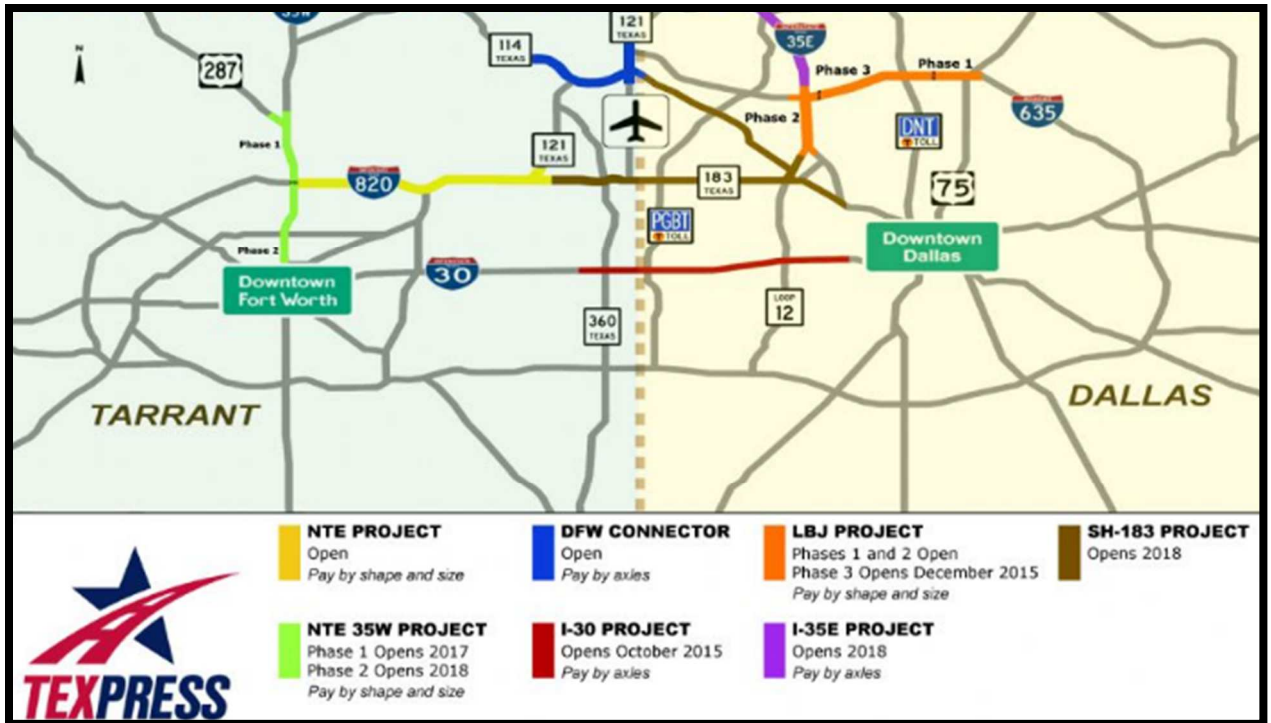 35W
121
TEXAS
114
TEXAS
35E
N
287
Phase 3
Phase 1
635
Phase 2
DNT
TOLL
Phase 1
121
TEXAS
820
183
TEXAS
75
PGBT
TOLL
Phase 2
Downtown
Dallas
30
Downtown
Fort Worth
LOOP
12
360
TEXAS
TARRANT
DALLAS
NTE PROJECT
Open
Pay by shape and size
DFW CONNECTOR
Open
Pay by axles
LBJ PROJECT
Phases 1 and 2 Open
Phase 3 Opens December 2015
Pay by shape and size
SH-183 PROJECT
Opens 2018
NTE 35W PROJECT
Phase 1 Opens 2017
Phase 2 Opens 2018
Pay by shape and size
I-30 PROJECT
Opens October 2015
Pay by axles
I-35E PROJECT
Opens 2018
Pay by axles
TEXPRESS